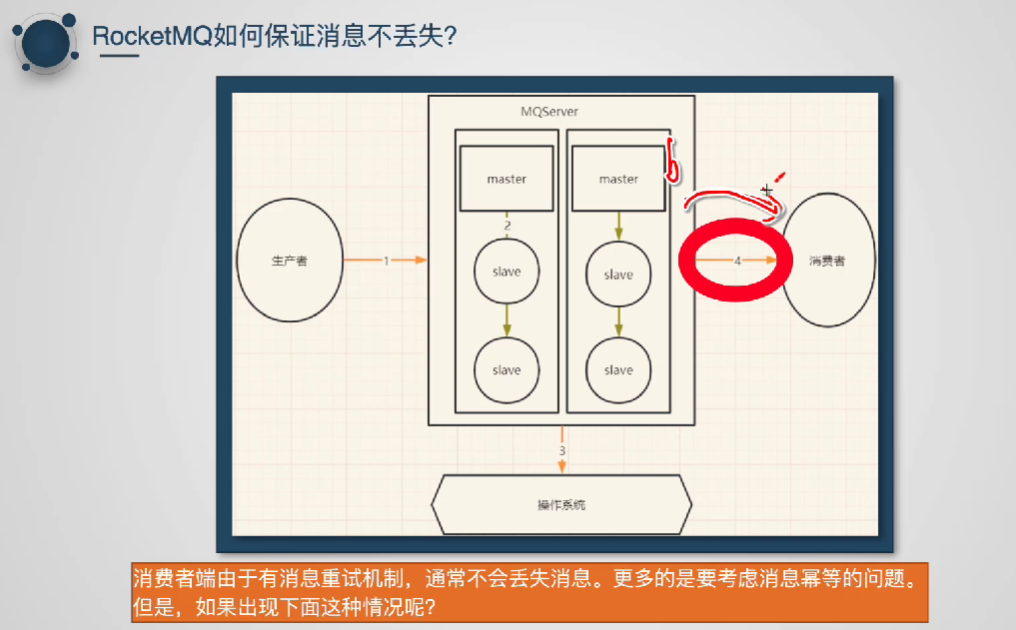 RocketMQ如何保证消息不丢失?
MQServer
master
master
2
slave
slave
生产者
1
4
消费者
slave
slave
3
操作系统
消费者端由于有消息重试机制，通常不会丢失消息。更多的是要考虑消息幂等的问题。
但是，如果出现下面这种情况呢?